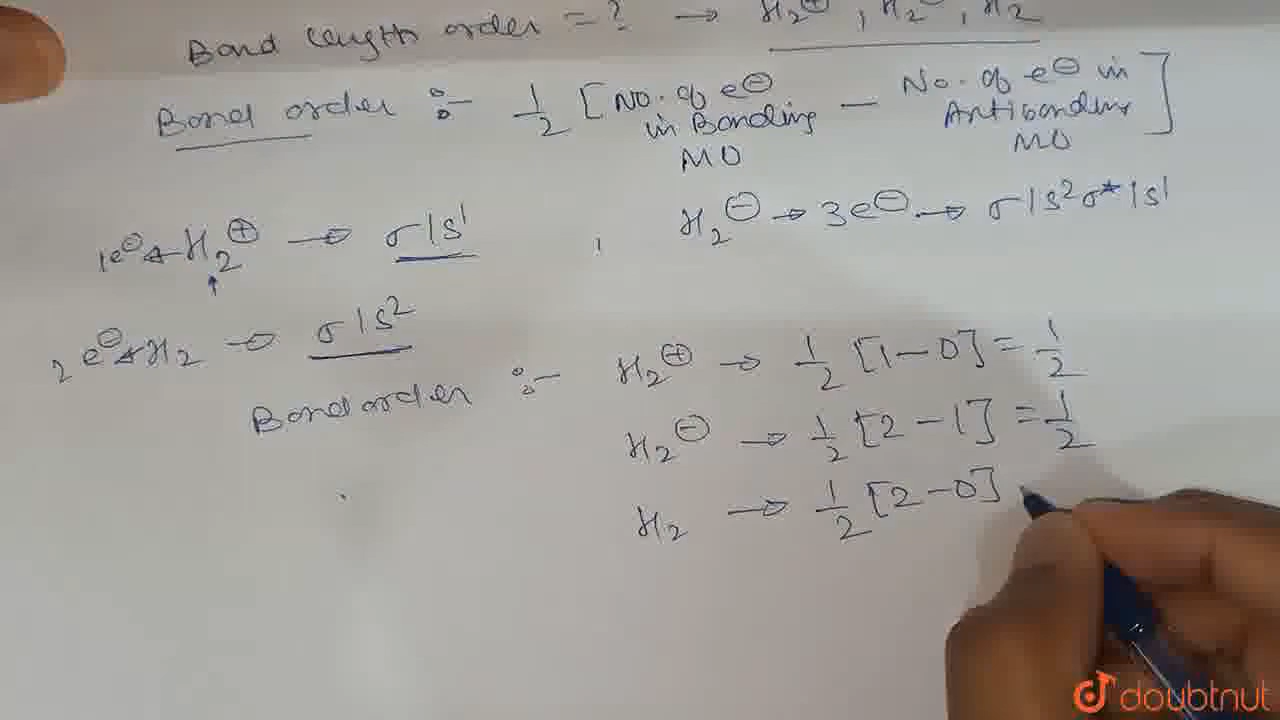 Bond length order = ? → H₂⊕, H₂⊖, H₂
Bond order :- 1/2 [No. of e⊖ in Bonding MO — No. of e⊖ in Antibonding MO]
1e⊖ ← H₂⊕ → σ1s¹ , H₂⊖ → 3e⊖ → σ1s² σ*1s¹
2e⊖ ← H₂ → σ1s²
Bond order :- H₂⊕ → 1/2 [1-0] = 1/2
H₂⊖ → 1/2 [2-1] = 1/2
H₂ → 1/2 [2-0]
doubtnut